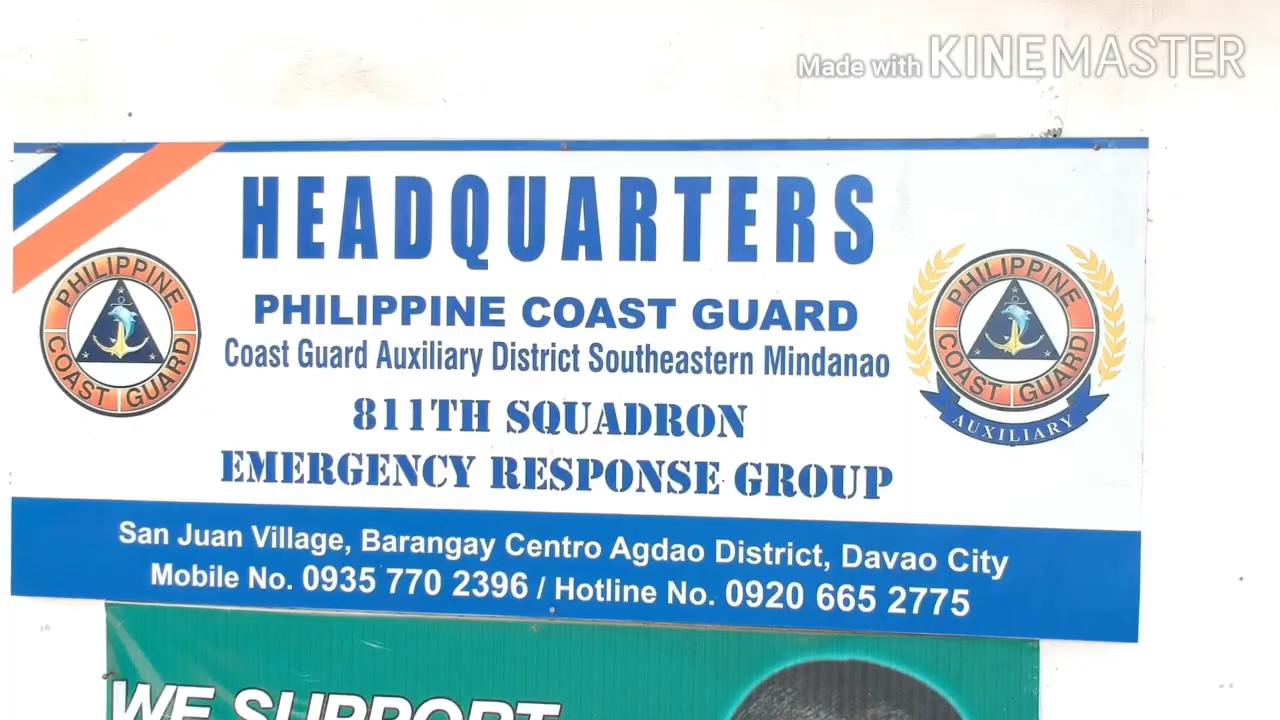 Made with KINEMASTER
HEADQUARTERS
PHILIPPINE COAST GUARD
Coast Guard Auxiliary District Southeastern Mindanao
811TH SQUADRON
EMERGENCY RESPONSE GROUP
PHILIPPINE COAST GUARD
PHILIPPINE COAST GUARD
AUXILIARY
San Juan Village, Barangay Centro Agdao District, Davao City
Mobile No. 0935 770 2396 / Hotline No. 0920 665 2775
WE SUPPORT